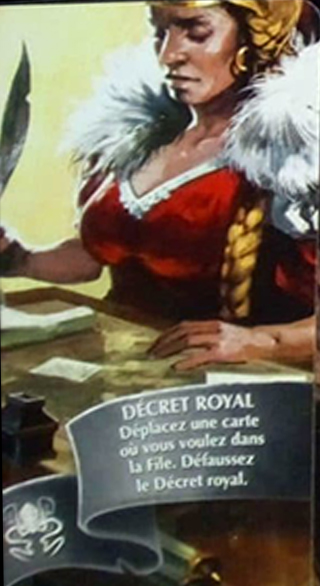 DÉCRET ROYAL
Déplacez une carte
où vous voulez dans
la File. Défaussez
le Décret royal.